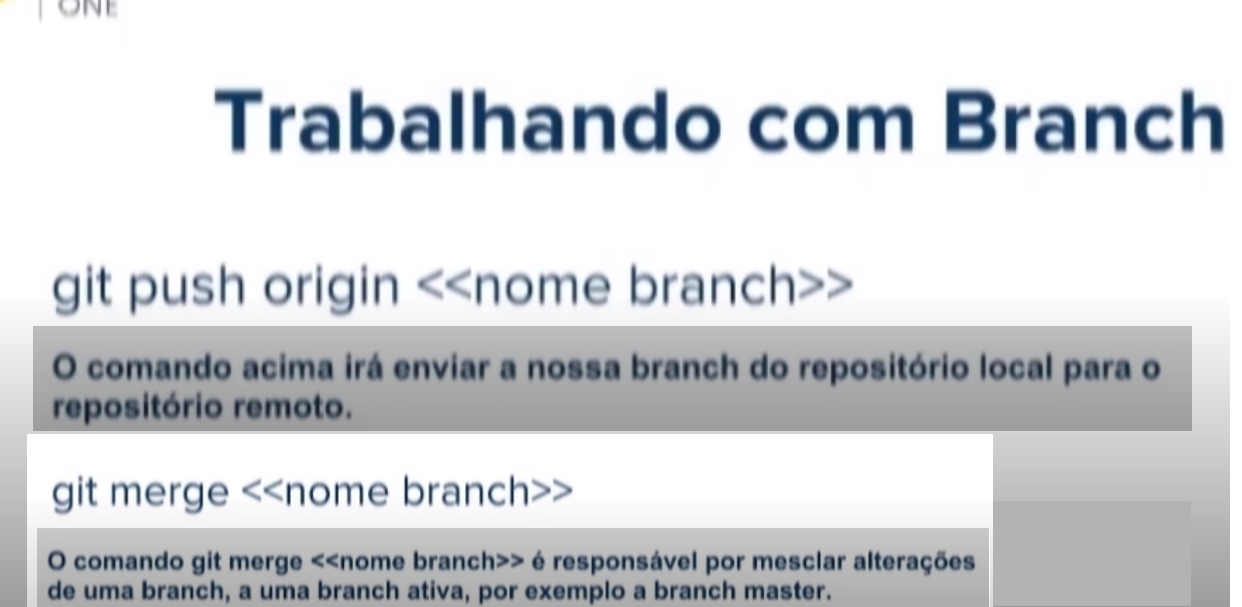 | ONE
Trabalhando com Branch
git push origin <<nome branch>>
O comando acima irá enviar a nossa branch do repositório local para o
repositório remoto.
git merge <<nome branch>>
O comando git merge <<nome branch>> é responsável por mesclar alterações
de uma branch, a uma branch ativa, por exemplo a branch master.